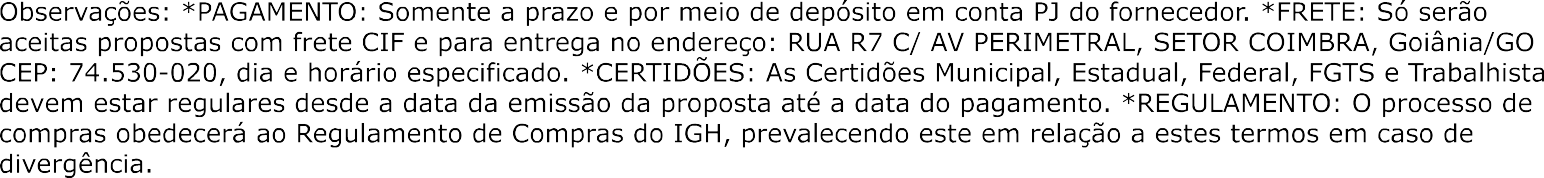 Observações: *PAGAMENTO: Somente a prazo e por meio de depósito em conta PJ do fornecedor. *FRETE: Só serão
aceitas propostas com frete CIF e para entrega no endereço: RUA R7 C/ AV PERIMETRAL, SETOR COIMBRA, Goiânia/GO
CEP: 74.530-020, dia e horário especificado. *CERTIDÕES: As Certidões Municipal, Estadual, Federal, FGTS e Trabalhista
devem estar regulares desde a data da emissão da proposta até a data do pagamento. *REGULAMENTO: O processo de
compras obedecerá ao Regulamento de Compras do IGH, prevalecendo este em relação a estes termos em caso de
divergência.